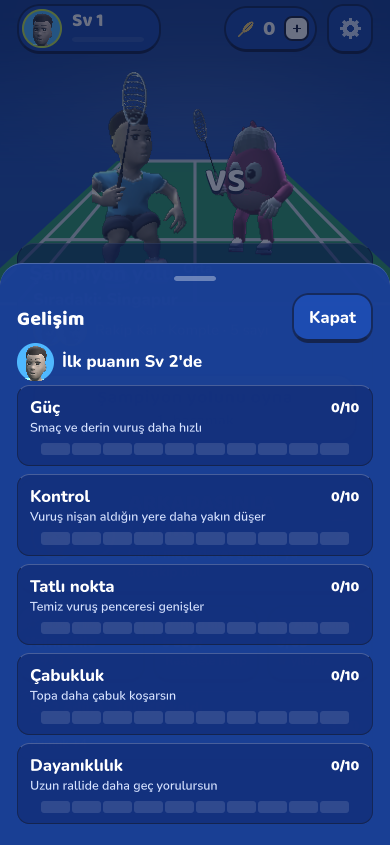 Sv 1
0
+
VS
Gelişim
Kapat
İlk puanın Sv 2'de
Güç
0/10
Smaç ve derin vuruş daha hızlı
Kontrol
0/10
Vuruş nişan aldığın yere daha yakın düşer
Tatlı nokta
0/10
Temiz vuruş penceresi genişler
Çabukluk
0/10
Topa daha çabuk koşarsın
Dayanıklılık
0/10
Uzun rallide daha geç yorulursun